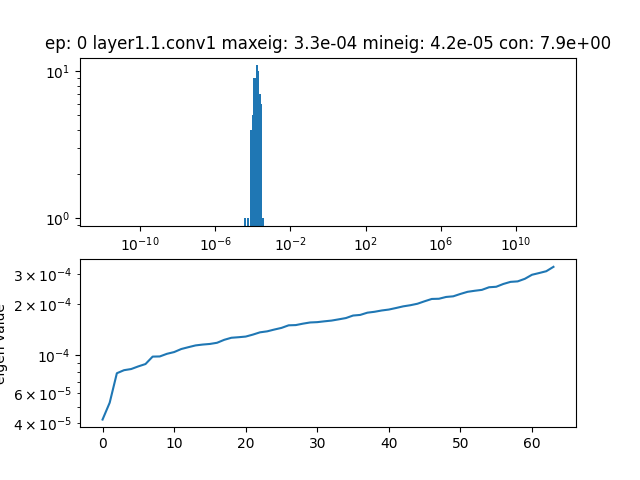 ep: 0 layer1.1.conv1 maxeig: 3.3e-04 mineig: 4.2e-05 con: 7.9e+00
10¹
10⁰
10⁻¹⁰ 10⁻⁶ 10⁻² 10² 10⁶ 10¹⁰
3 × 10⁻⁴
2 × 10⁻⁴
10⁻⁴
6 × 10⁻⁵
4 × 10⁻⁵
eigen value
0 10 20 30 40 50 60